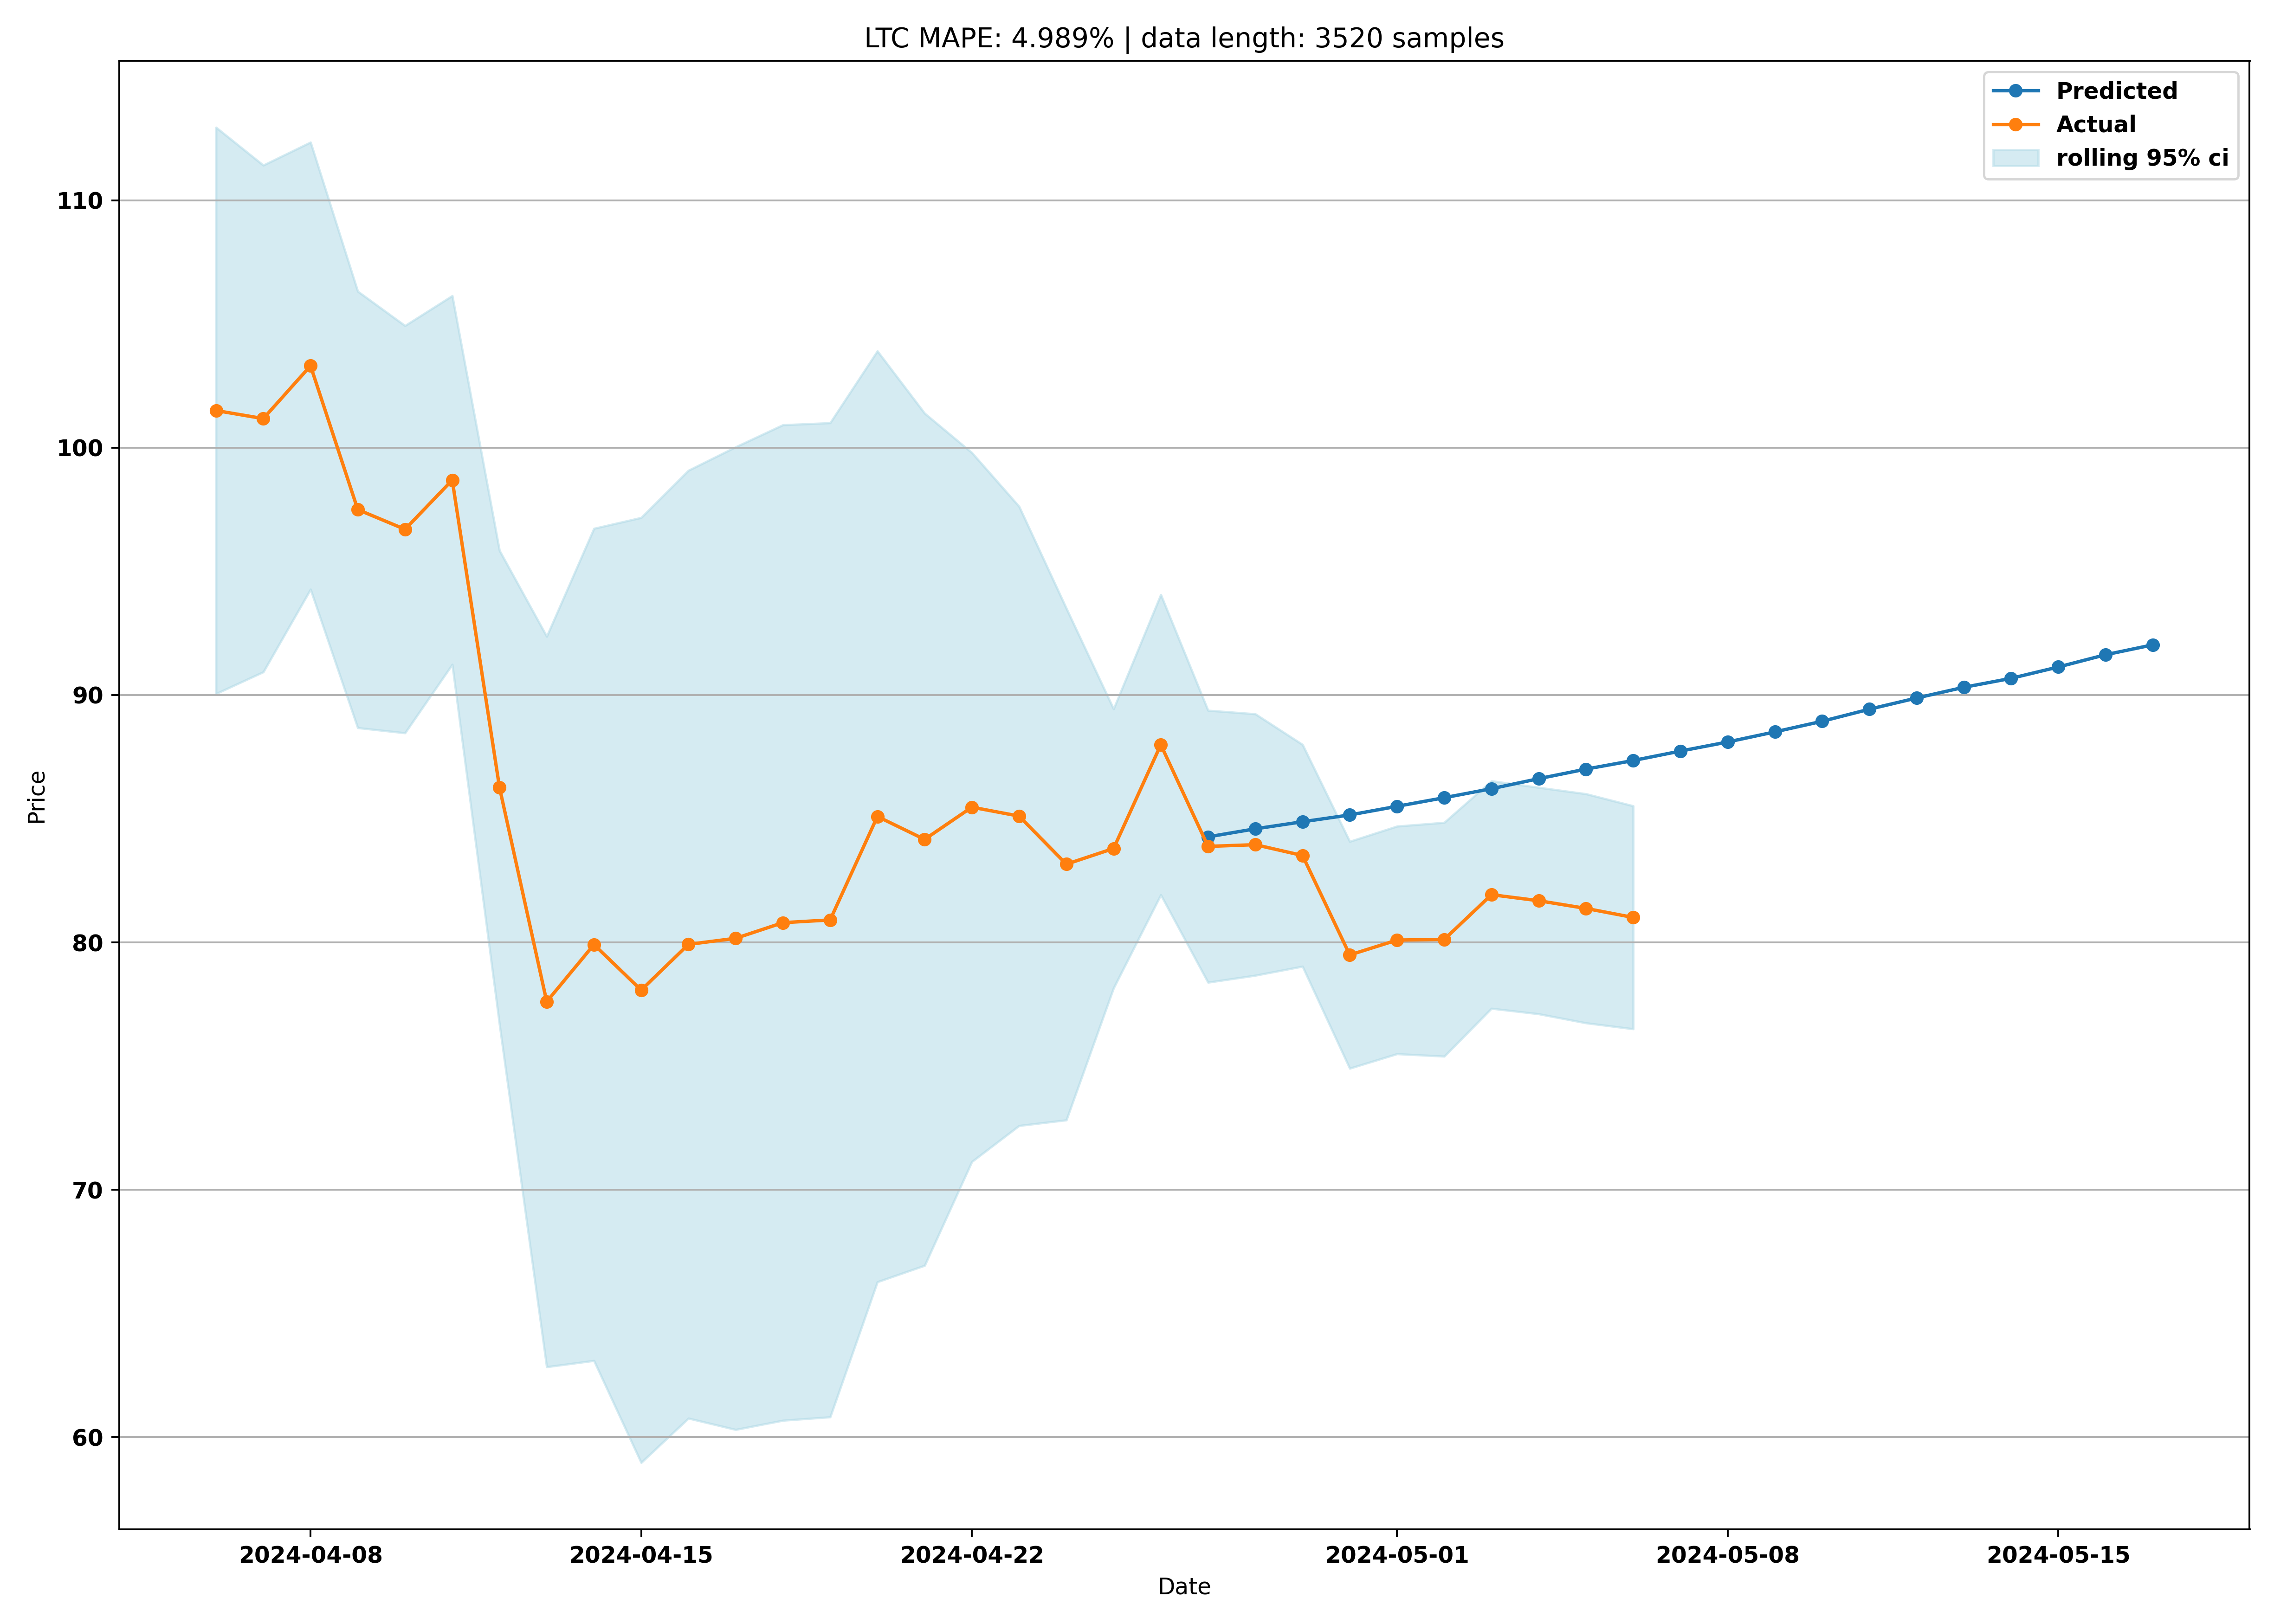 LTC MAPE: 4.989% | data length: 3520 samples
Predicted
Actual
rolling 95% ci
110
100
90
80
70
60
Price
2024-04-08
2024-04-15
2024-04-22
2024-05-01
2024-05-08
2024-05-15
Date